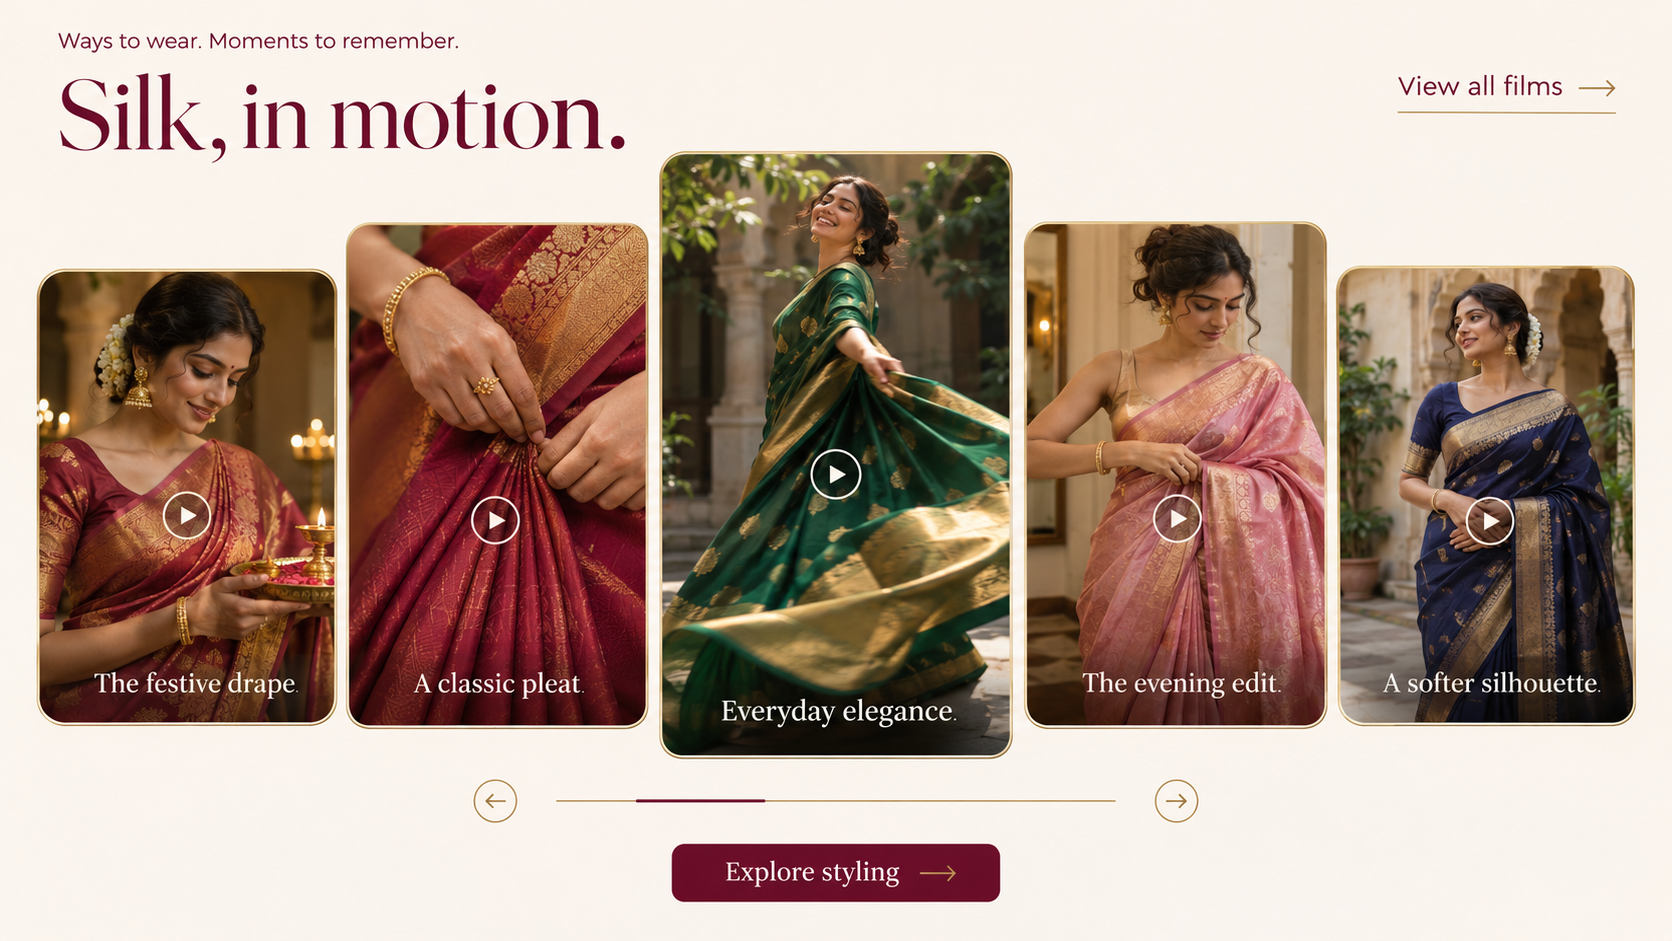 Ways to wear. Moments to remember.
Silk, in motion.
View all films
The festive drape.
A classic pleat.
Everyday elegance.
The evening edit.
A softer silhouette.
Explore styling